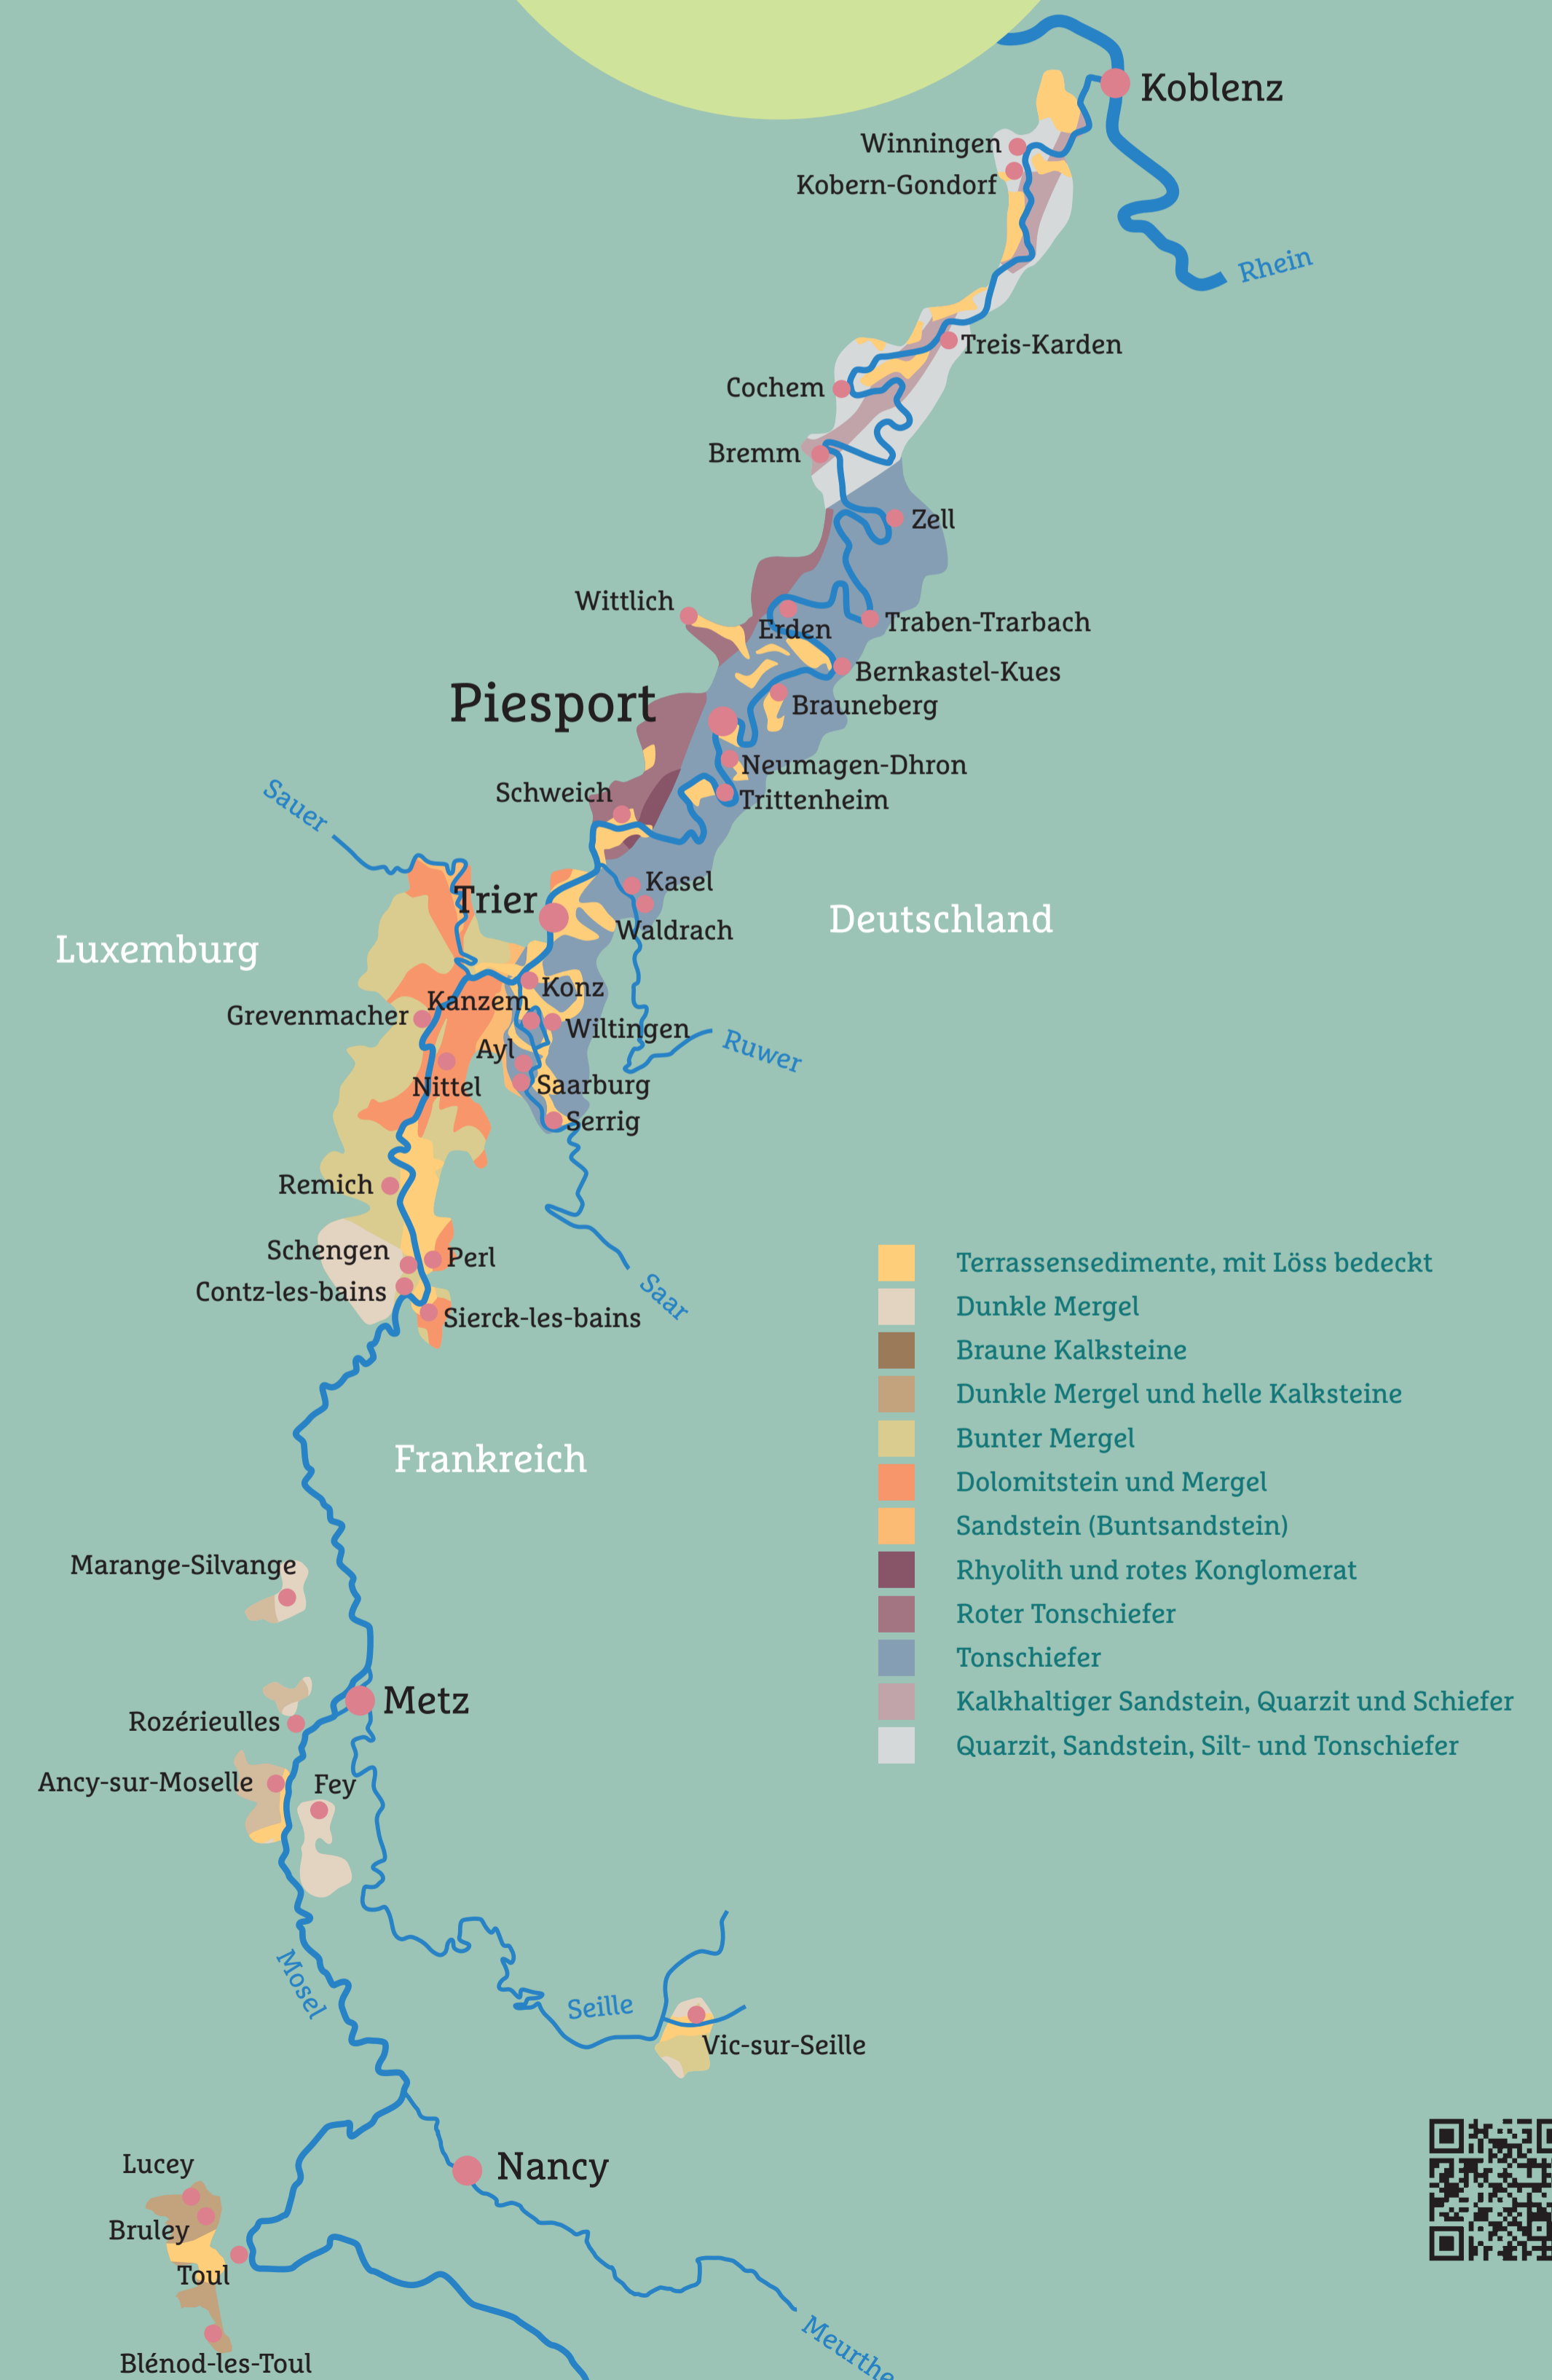 Koblenz
Winningen
Kobern-Gondorf
Rhein
Treis-Karden
Cochem
Bremm
Zell
Wittlich
Erden
Traben-Trarbach
Bernkastel-Kues
Piesport
Brauneberg
Neumagen-Dhron
Sauer
Schweich
Trittenheim
Kasel
Trier
Deutschland
Waldrach
Luxemburg
Konz
Kanzem
Grevenmacher
Wiltingen
Ruwer
Ayl
Nittel
Saarburg
Serrig
Remich
Schengen
Perl
Contz-les-bains
Saar
Sierck-les-bains
Terrassensedimente, mit Löss bedeckt
Dunkle Mergel
Braune Kalksteine
Dunkle Mergel und helle Kalksteine
Bunter Mergel
Dolomitstein und Mergel
Sandstein (Buntsandstein)
Rhyolith und rotes Konglomerat
Roter Tonschiefer
Tonschiefer
Kalkhaltiger Sandstein, Quarzit und Schiefer
Quarzit, Sandstein, Silt- und Tonschiefer
Frankreich
Marange-Silvange
Metz
Rozérieulles
Ancy-sur-Moselle
Fey
Mosel
Seille
Vic-sur-Seille
Lucey
Nancy
Bruley
Toul
Meurthe
Blénod-les-Toul